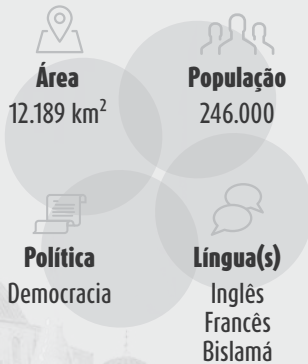 Área
12.189 km²
População
246.000
Política
Democracia
Língua(s)
Inglês
Francês
Bislamá